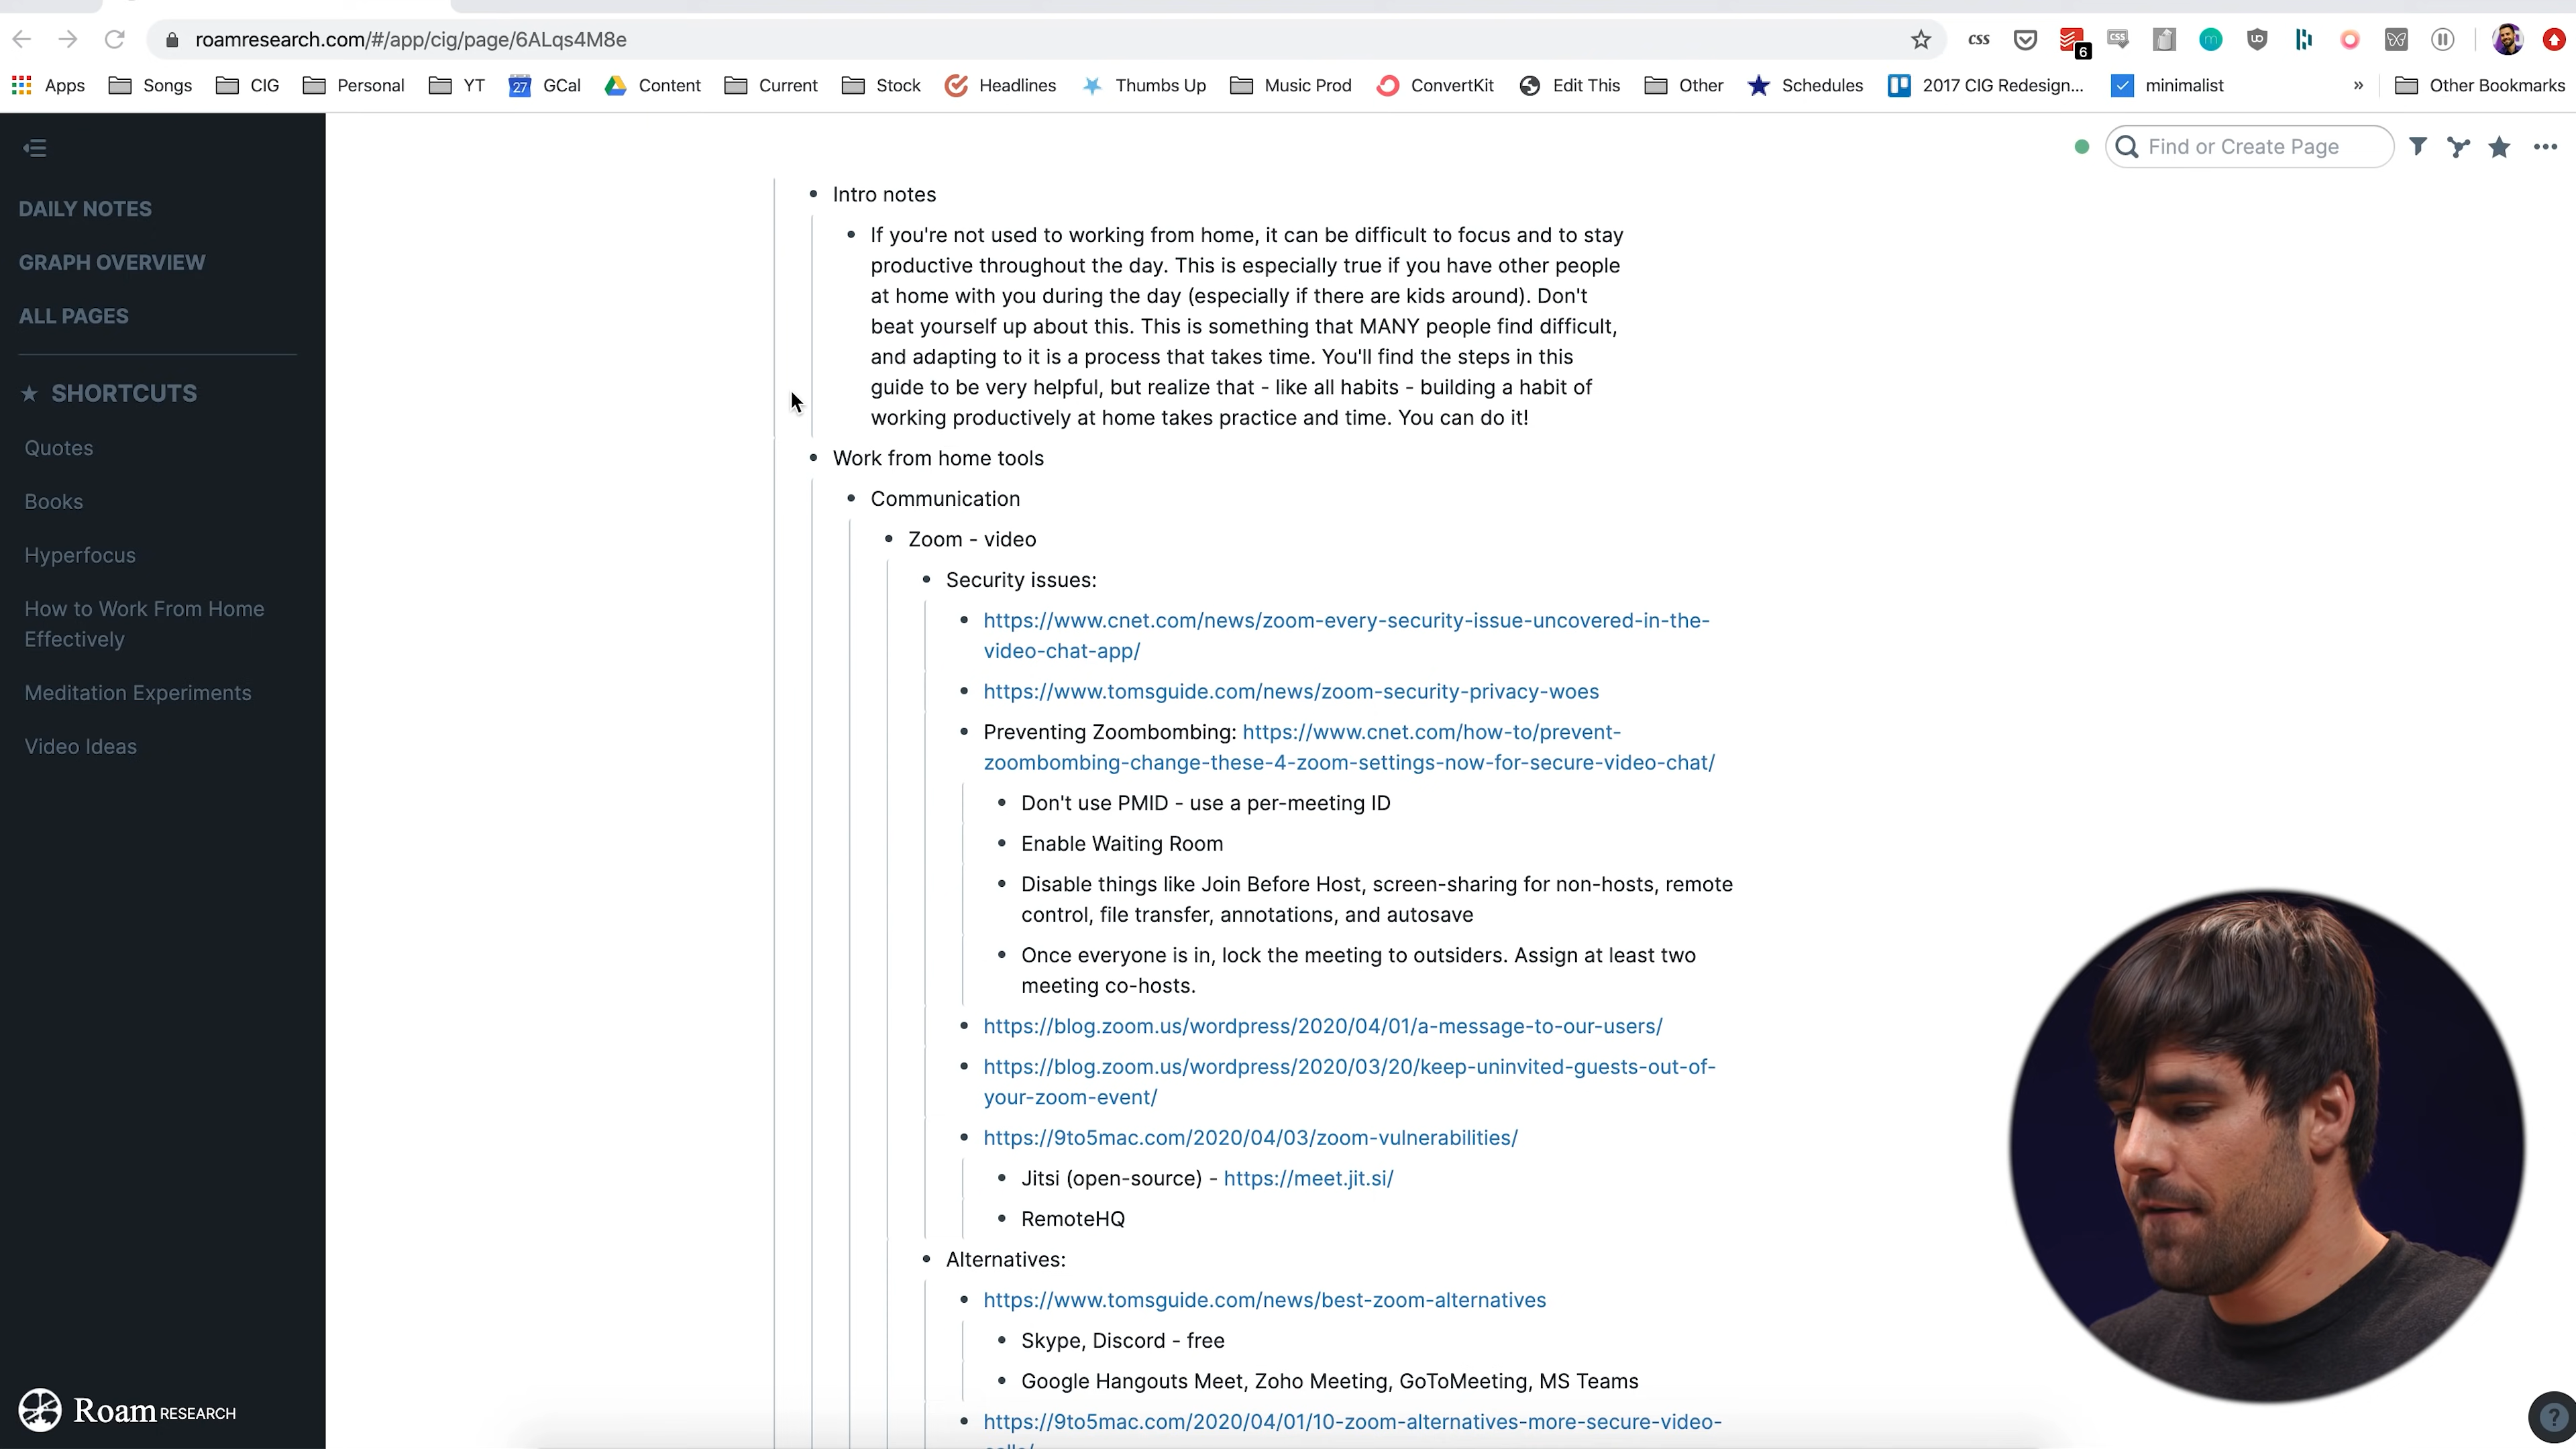 roamresearch.com/#/app/cig/page/6ALqs4M8e
css
CSS
6
Apps
Songs
CIG
Personal
YT
27
GCal
Content
Current
Stock
Headlines
Thumbs Up
Music Prod
ConvertKit
Edit This
Other
Schedules
2017 CIG Redesign...
minimalist
»
Other Bookmarks
Find or Create Page
DAILY NOTES
GRAPH OVERVIEW
ALL PAGES
★ SHORTCUTS
Quotes
Books
Hyperfocus
How to Work From Home
Effectively
Meditation Experiments
Video Ideas
Roam RESEARCH
Intro notes
If you're not used to working from home, it can be difficult to focus and to stay
productive throughout the day. This is especially true if you have other people
at home with you during the day (especially if there are kids around). Don't
beat yourself up about this. This is something that MANY people find difficult,
and adapting to it is a process that takes time. You'll find the steps in this
guide to be very helpful, but realize that - like all habits - building a habit of
working productively at home takes practice and time. You can do it!
Work from home tools
Communication
Zoom - video
Security issues:
https://www.cnet.com/news/zoom-every-security-issue-uncovered-in-the-
video-chat-app/
https://www.tomsguide.com/news/zoom-security-privacy-woes
Preventing Zoombombing: https://www.cnet.com/how-to/prevent-
zoombombing-change-these-4-zoom-settings-now-for-secure-video-chat/
Don't use PMID - use a per-meeting ID
Enable Waiting Room
Disable things like Join Before Host, screen-sharing for non-hosts, remote
control, file transfer, annotations, and autosave
Once everyone is in, lock the meeting to outsiders. Assign at least two
meeting co-hosts.
https://blog.zoom.us/wordpress/2020/04/01/a-message-to-our-users/
https://blog.zoom.us/wordpress/2020/03/20/keep-uninvited-guests-out-of-
your-zoom-event/
https://9to5mac.com/2020/04/03/zoom-vulnerabilities/
Jitsi (open-source) - https://meet.jit.si/
RemoteHQ
Alternatives:
https://www.tomsguide.com/news/best-zoom-alternatives
Skype, Discord - free
Google Hangouts Meet, Zoho Meeting, GoToMeeting, MS Teams
https://9to5mac.com/2020/04/01/10-zoom-alternatives-more-secure-video-
?